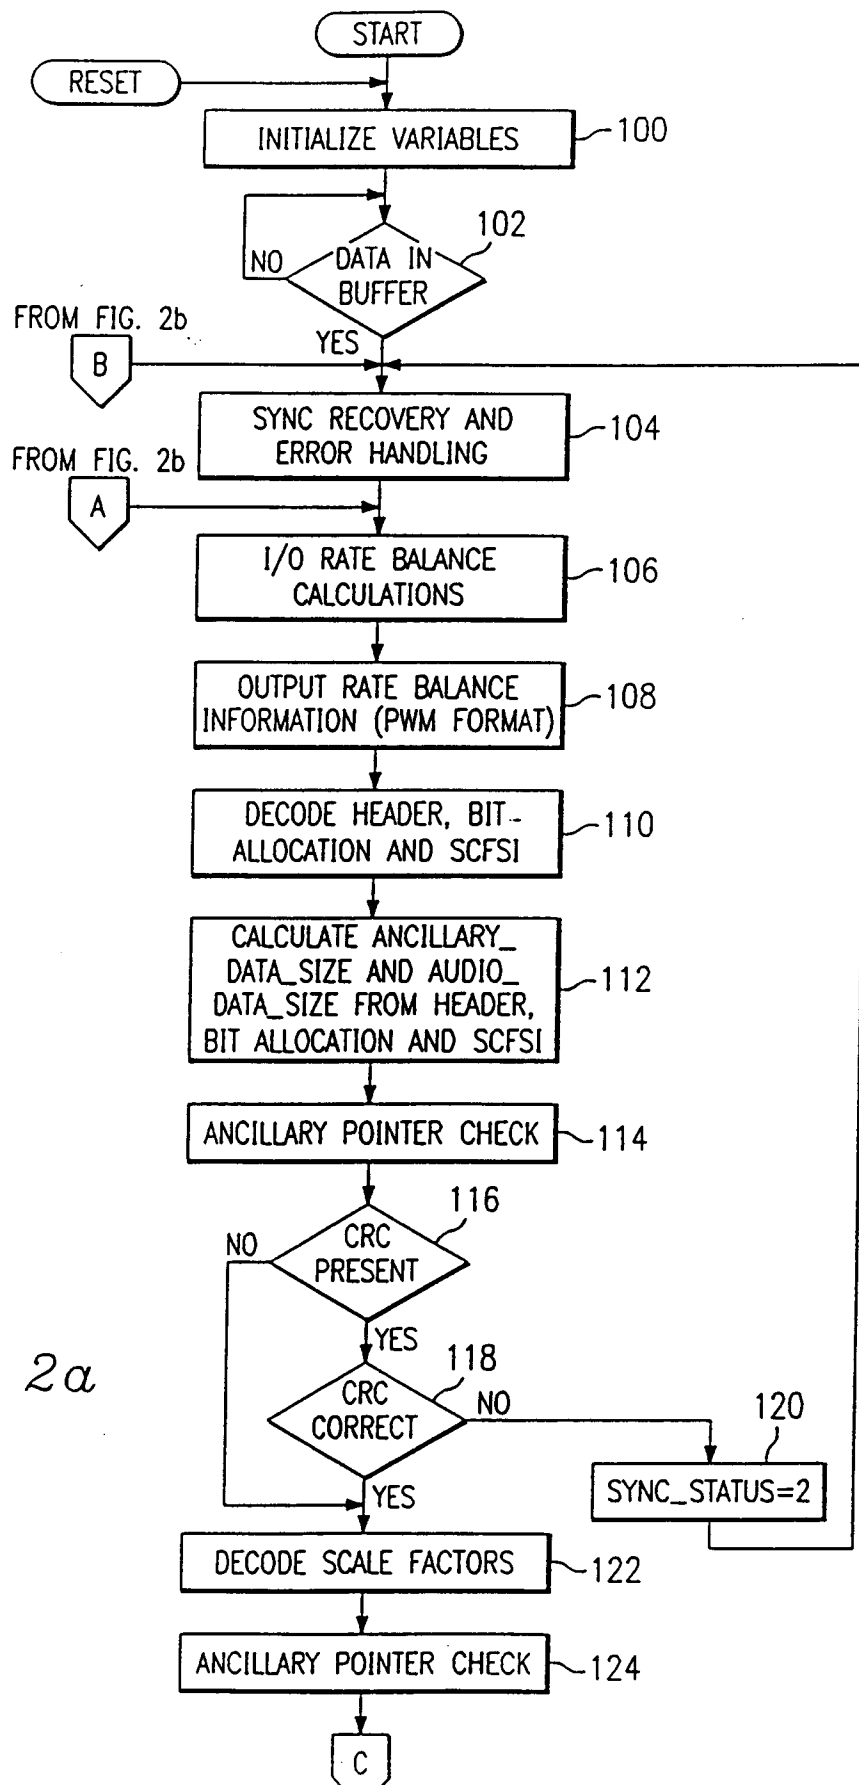 START
RESET
INITIALIZE VARIABLES
100
102
DATA IN
BUFFER
NO
YES
FROM FIG. 2b
B
SYNC RECOVERY AND
ERROR HANDLING
104
FROM FIG. 2b
A
I/O RATE BALANCE
CALCULATIONS
106
OUTPUT RATE BALANCE
INFORMATION (PWM FORMAT)
108
DECODE HEADER, BIT
ALLOCATION AND SCFSI
110
CALCULATE ANCILLARY_
DATA_SIZE AND AUDIO_
DATA_SIZE FROM HEADER,
BIT ALLOCATION AND SCFSI
112
ANCILLARY POINTER CHECK
114
116
CRC
PRESENT
NO
YES
2a
118
CRC
CORRECT
NO
YES
120
SYNC_STATUS=2
DECODE SCALE FACTORS
122
ANCILLARY POINTER CHECK
124
C